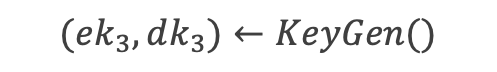 (ek₃, dk₃) ← KeyGen()